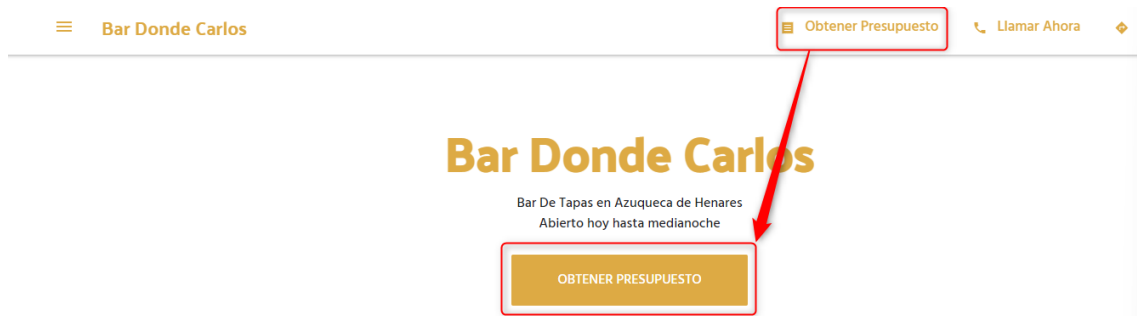 Bar Donde Carlos
Obtener Presupuesto
Llamar Ahora
Bar Donde Carlos
Bar De Tapas en Azuqueca de Henares
Abierto hoy hasta medianoche
OBTENER PRESUPUESTO